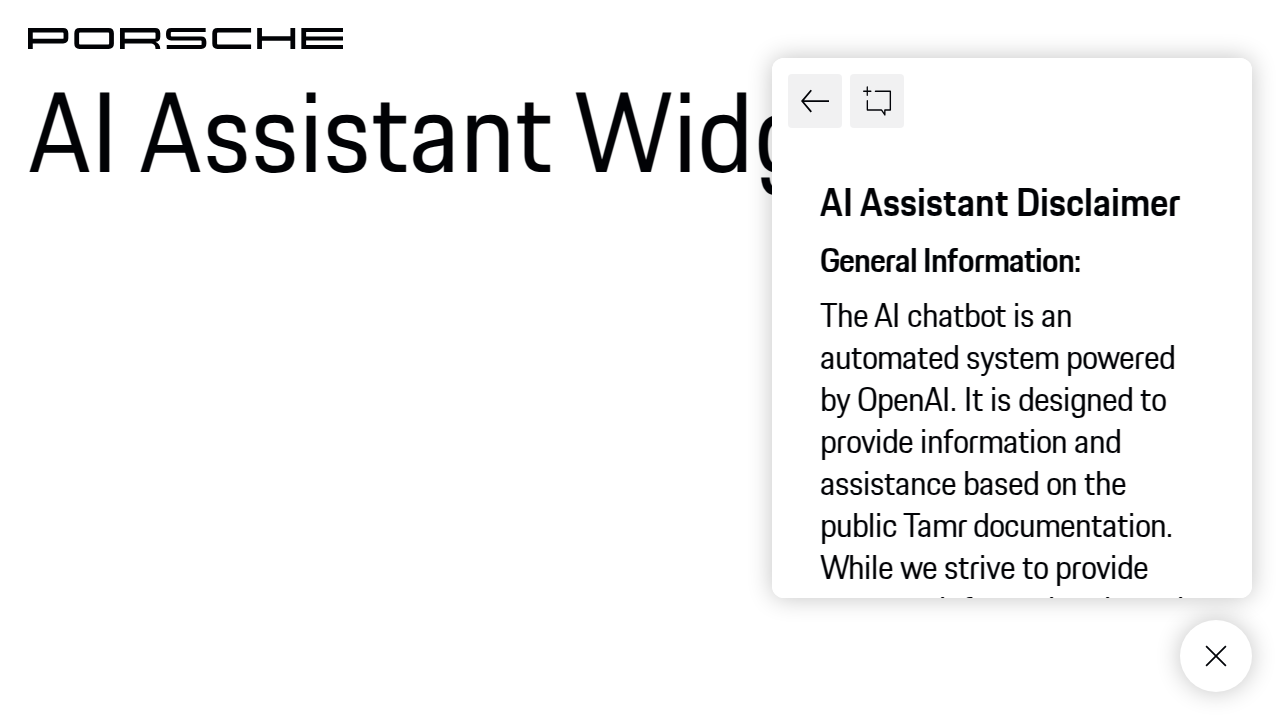 PORSCHE
AI Assistant Widg
AI Assistant Disclaimer
General Information:
The AI chatbot is an
automated system powered
by OpenAI. It is designed to
provide information and
assistance based on the
public Tamr documentation.
While we strive to provide